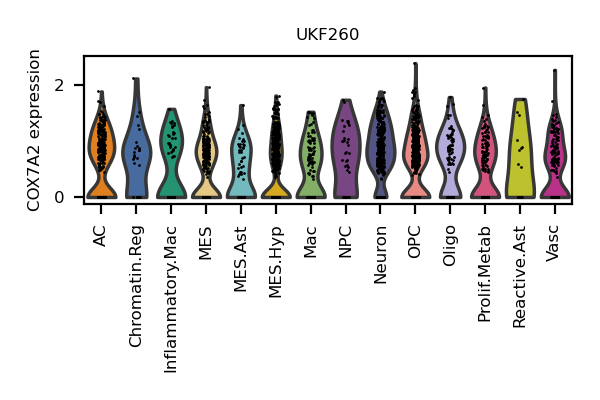 UKF260
COX7A2 expression
2
0
AC
Chromatin.Reg
Inflammatory.Mac
MES
MES.Ast
MES.Hyp
Mac
NPC
Neuron
OPC
Oligo
Prolif.Metab
Reactive.Ast
Vasc